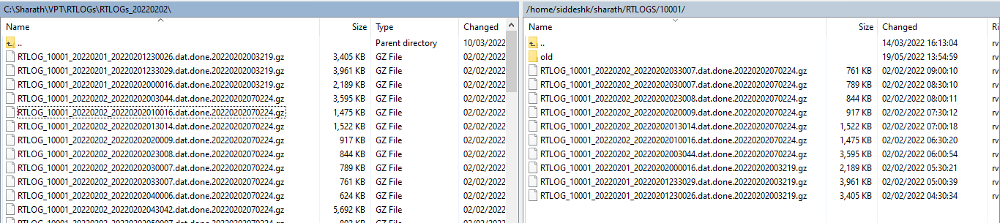 C:\Sharath\VPT\RTLOGs\RTLOGs_20220202\
Name Size Type Changed
.. Parent directory 10/03/2022
RTLOG_10001_20220201_20220201230026.dat.done.20220202003219.gz 3,405 KB GZ File 02/02/2022
RTLOG_10001_20220201_20220201233029.dat.done.20220202003219.gz 3,961 KB GZ File 02/02/2022
RTLOG_10001_20220202_20220202000016.dat.done.20220202003219.gz 2,189 KB GZ File 02/02/2022
RTLOG_10001_20220202_20220202003044.dat.done.20220202070224.gz 3,595 KB GZ File 02/02/2022
RTLOG_10001_20220202_20220202010016.dat.done.20220202070224.gz 1,475 KB GZ File 02/02/2022
RTLOG_10001_20220202_20220202013014.dat.done.20220202070224.gz 1,522 KB GZ File 02/02/2022
RTLOG_10001_20220202_20220202020009.dat.done.20220202070224.gz 917 KB GZ File 02/02/2022
RTLOG_10001_20220202_20220202023008.dat.done.20220202070224.gz 844 KB GZ File 02/02/2022
RTLOG_10001_20220202_20220202030007.dat.done.20220202070224.gz 789 KB GZ File 02/02/2022
RTLOG_10001_20220202_20220202033007.dat.done.20220202070224.gz 761 KB GZ File 02/02/2022
RTLOG_10001_20220202_20220202040006.dat.done.20220202070224.gz 624 KB GZ File 02/02/2022
RTLOG_10001_20220202_20220202043042.dat.done.20220202070224.gz 5,692 KB GZ File 02/02/2022
/home/siddeshk/sharath/RTLOGS/10001/
Name Size Changed Ri
.. 14/03/2022 16:13:04 rv
old 19/05/2022 13:54:59 rv
RTLOG_10001_20220202_20220202033007.dat.done.20220202070224.gz 761 KB 02/02/2022 09:00:10 rv
RTLOG_10001_20220202_20220202030007.dat.done.20220202070224.gz 789 KB 02/02/2022 08:30:10 rv
RTLOG_10001_20220202_20220202023008.dat.done.20220202070224.gz 844 KB 02/02/2022 08:00:11 rv
RTLOG_10001_20220202_20220202020009.dat.done.20220202070224.gz 917 KB 02/02/2022 07:30:12 rv
RTLOG_10001_20220202_20220202013014.dat.done.20220202070224.gz 1,522 KB 02/02/2022 07:00:18 rv
RTLOG_10001_20220202_20220202010016.dat.done.20220202070224.gz 1,475 KB 02/02/2022 06:30:20 rv
RTLOG_10001_20220202_20220202003044.dat.done.20220202070224.gz 3,595 KB 02/02/2022 06:00:54 rv
RTLOG_10001_20220201_20220202000016.dat.done.20220202003219.gz 2,189 KB 02/02/2022 05:30:21 rv
RTLOG_10001_20220201_20220201233029.dat.done.20220202003219.gz 3,961 KB 02/02/2022 05:00:39 rv
RTLOG_10001_20220201_20220201230026.dat.done.20220202003219.gz 3,405 KB 02/02/2022 04:30:34 rv